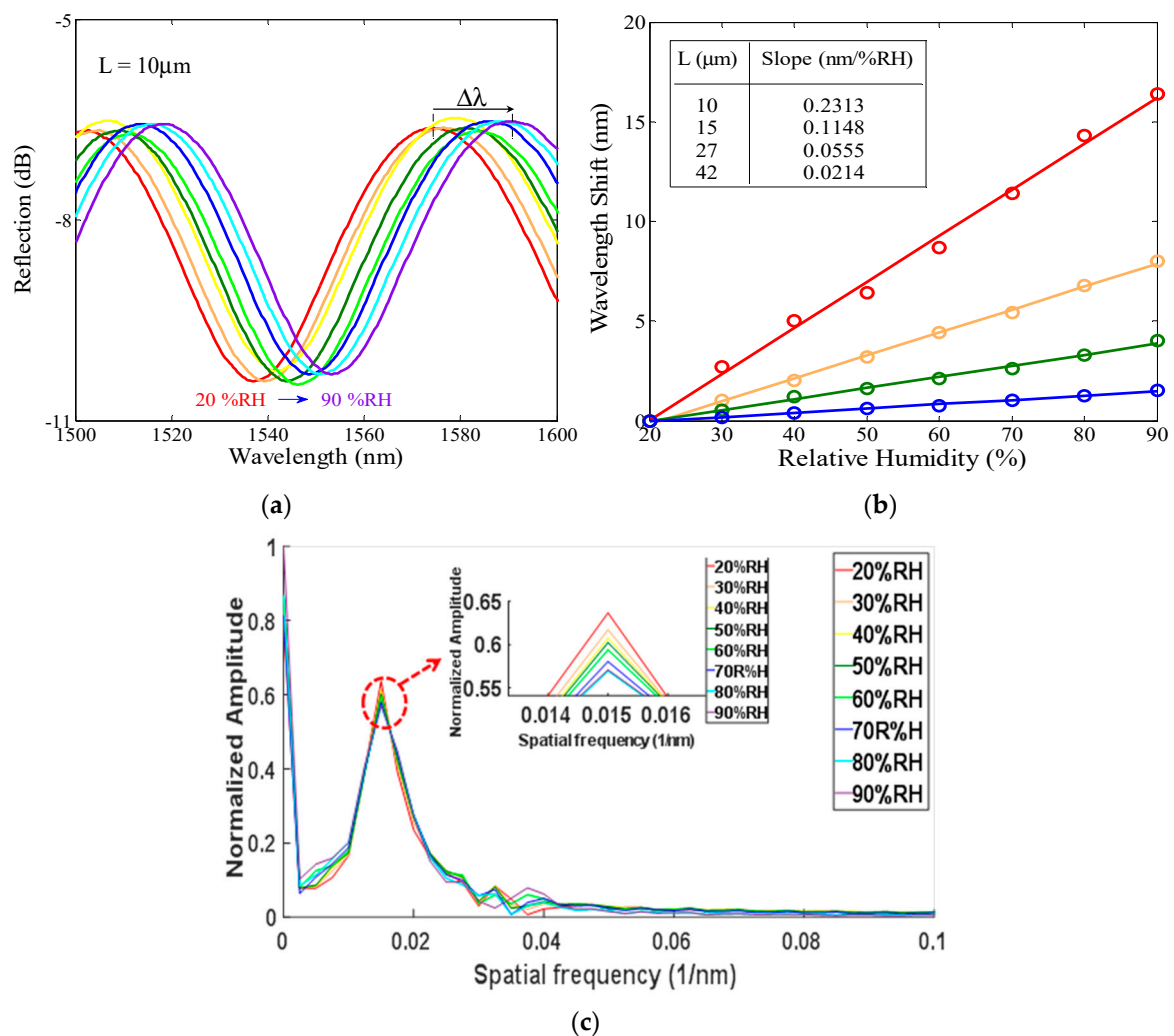 -5
L = 10μm
Δλ
Reflection (dB)
-8
20 %RH 90 %RH
-11
1500 1520 1540 1560 1580 1600
Wavelength (nm)
(a)
20
L (μm) Slope (nm/%RH)
10 0.2313
15 0.1148
27 0.0555
42 0.0214
Wavelength Shift (nm)
15
10
5
0
20 30 40 50 60 70 80 90
Relative Humidity (%)
(b)
1
0.8
0.6
0.4
0.2
0
Normalized Amplitude
0.65
0.6
0.55
Normalized Amplitude
0.014 0.015 0.016
Spatial frequency (1/nm)
20%RH
30%RH
40%RH
50%RH
60%RH
70R%H
80%RH
90%RH
20%RH
30%RH
40%RH
50%RH
60%RH
70R%H
80%RH
90%RH
0 0.02 0.04 0.06 0.08 0.1
Spatial frequency (1/nm)
(c)